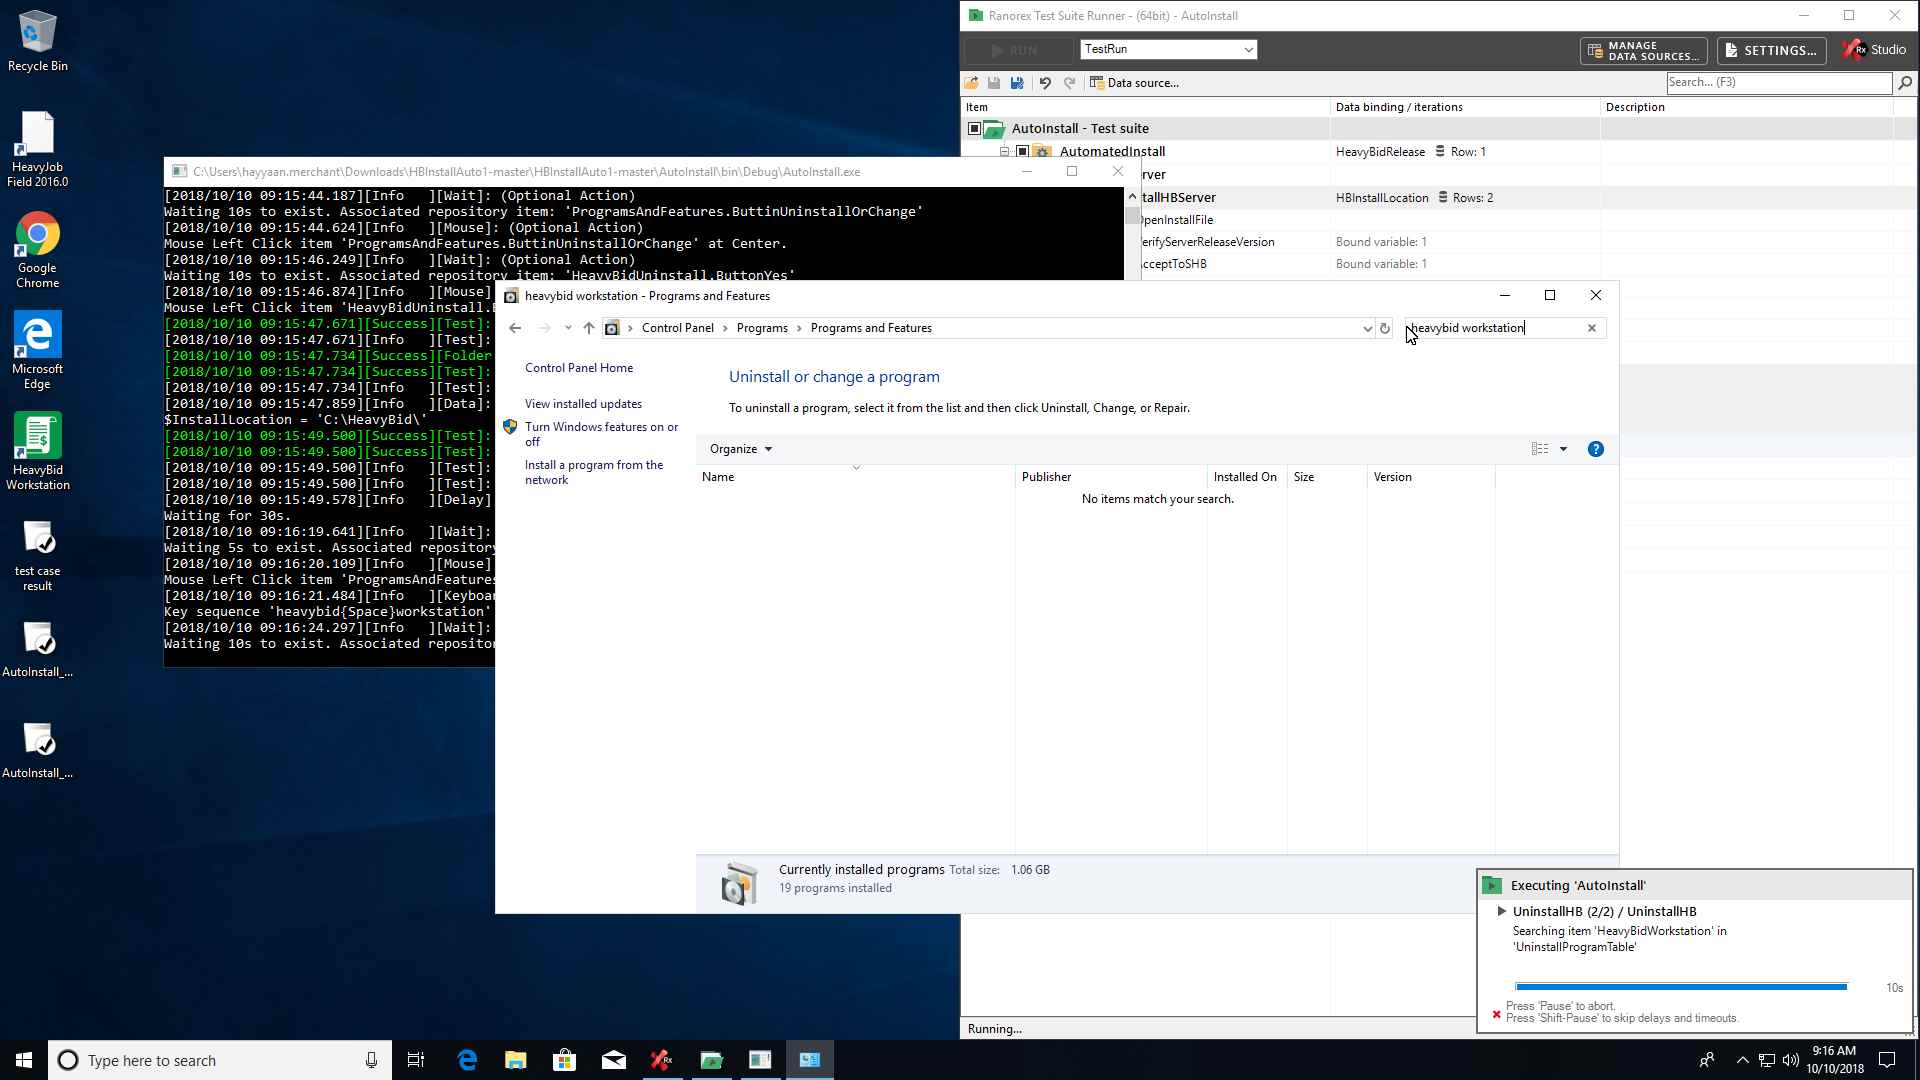 Recycle Bin
HeavyJob
Field 2016.0
Google
Chrome
Microsoft
Edge
HeavyBid
Workstation
test case
result
AutoInstall_...
AutoInstall_...
Ranorex Test Suite Runner - (64bit) - AutoInstall
RUN
TestRun
MANAGE
DATA SOURCES...
SETTINGS...
Rx Studio
Data source...
Search... (F3)
Item
Data binding / iterations
Description
AutoInstall - Test suite
AutomatedInstall
HeavyBidRelease
Row: 1
rver
tallHBServer
HBInstallLocation
Rows: 2
OpenInstallFile
VerifyServerReleaseVersion
Bound variable: 1
AcceptToSHB
Bound variable: 1
C:\Users\hayyaan.merchant\Downloads\HBInstallAuto1-master\HBInstallAuto1-master\AutoInstall\bin\Debug\AutoInstall.exe
[2018/10/10 09:15:44.187][Info   ][Wait]: (Optional Action)
Waiting 10s to exist. Associated repository item: 'ProgramsAndFeatures.ButtinUninstallOrChange'
[2018/10/10 09:15:44.624][Info   ][Mouse]: (Optional Action)
Mouse Left Click item 'ProgramsAndFeatures.ButtinUninstallOrChange' at Center.
[2018/10/10 09:15:46.249][Info   ][Wait]: (Optional Action)
Waiting 10s to exist. Associated repository item: 'HeavyBidUninstall.ButtonYes'
[2018/10/10 09:15:46.874][Info   ][Mouse]
Mouse Left Click item 'HeavyBidUninstall.
[2018/10/10 09:15:47.671][Success][Test]:
[2018/10/10 09:15:47.671][Info   ][Test]:
[2018/10/10 09:15:47.734][Success][Folder
[2018/10/10 09:15:47.734][Success][Test]:
[2018/10/10 09:15:47.734][Info   ][Test]:
[2018/10/10 09:15:47.859][Info   ][Data]:
$InstallLocation = 'C:\HeavyBid\'
[2018/10/10 09:15:49.500][Success][Test]:
[2018/10/10 09:15:49.500][Success][Test]:
[2018/10/10 09:15:49.500][Info   ][Test]:
[2018/10/10 09:15:49.500][Info   ][Test]:
[2018/10/10 09:15:49.578][Info   ][Delay]
Waiting for 30s.
[2018/10/10 09:16:19.641][Info   ][Wait]:
Waiting 5s to exist. Associated repository
[2018/10/10 09:16:20.109][Info   ][Mouse]
Mouse Left Click item 'ProgramsAndFeatures
[2018/10/10 09:16:21.484][Info   ][Keyboar
Key sequence 'heavybid{Space}workstation'
[2018/10/10 09:16:24.297][Info   ][Wait]:
Waiting 10s to exist. Associated repositor
heavybid workstation - Programs and Features
Control Panel
Programs
Programs and Features
heavybid workstation
Control Panel Home
View installed updates
Turn Windows features on or
off
Install a program from the
network
Uninstall or change a program
To uninstall a program, select it from the list and then click Uninstall, Change, or Repair.
Organize
Name
Publisher
Installed On
Size
Version
No items match your search.
Currently installed programs Total size: 1.06 GB
19 programs installed
Executing 'AutoInstall'
UninstallHB (2/2) / UninstallHB
Searching item 'HeavyBidWorkstation' in
'UninstallProgramTable'
10s
Press 'Pause' to abort.
Press 'Shift-Pause' to skip delays and timeouts.
Running...
Type here to search
9:16 AM
10/10/2018